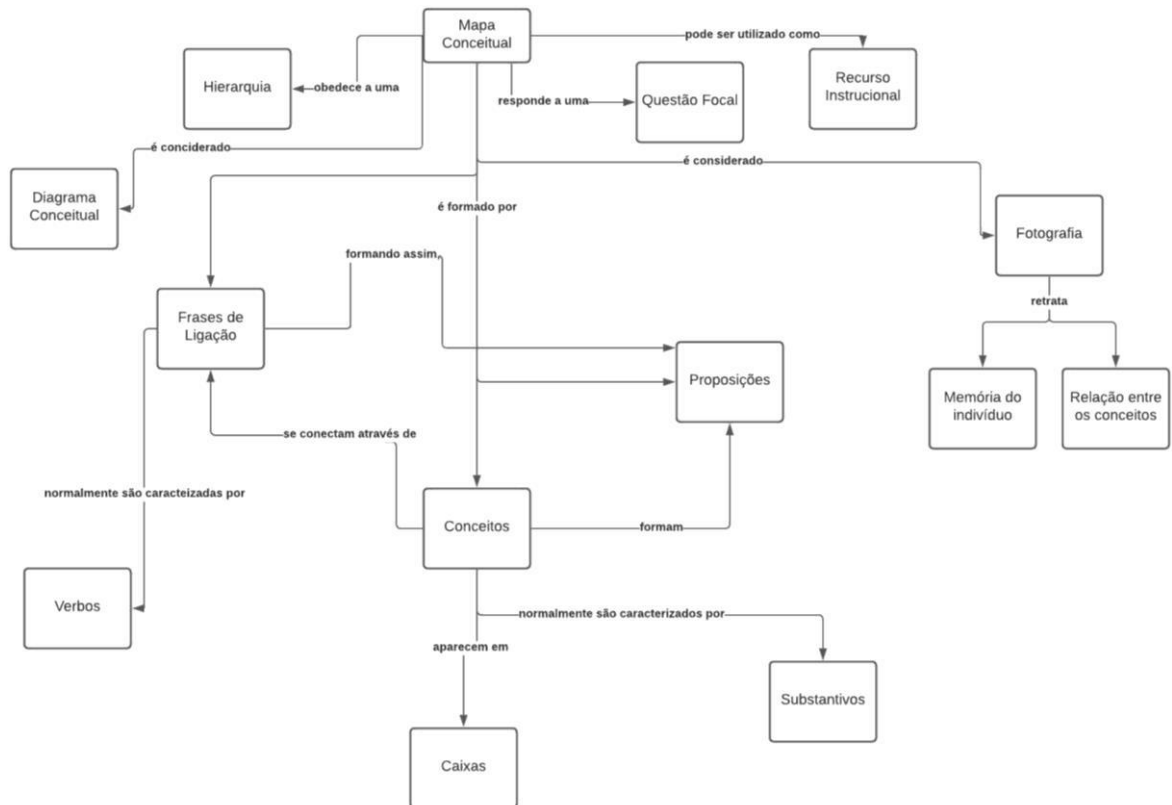 Mapa
Conceitual
pode ser utilizado como
Hierarquia
obedece a uma
Recurso
Instrucional
responde a uma
Questão Focal
é conciderado
é considerado
Diagrama
Conceitual
é formado por
Fotografia
formando assim,
retrata
Frases de
Ligação
Proposições
Memória do
indivíduo
Relação entre
os conceitos
se conectam através de
normalmente são caracteizadas por
Conceitos
formam
Verbos
normalmente são caracterizados por
aparecem em
Substantivos
Caixas